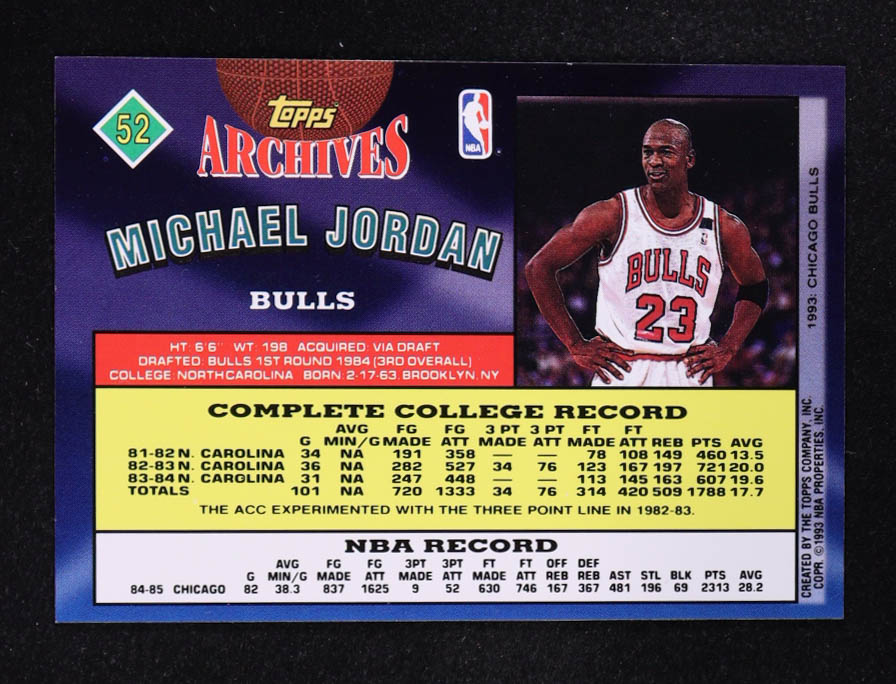 52
TOPPS
ARCHIVES
NBA
MICHAEL JORDAN
BULLS
BULLS
23
1993: CHICAGO BULLS
HT: 6'6" WT: 198 ACQUIRED: VIA DRAFT
DRAFTED: BULLS 1ST ROUND 1984 (3RD OVERALL)
COLLEGE: NORTH CAROLINA BORN: 2-17-63, BROOKLYN, NY
COMPLETE COLLEGE RECORD
AVG FG FG 3 PT 3 PT FT FT
G MIN/G MADE ATT MADE ATT MADE ATT REB PTS AVG
81-82 N. CAROLINA 34 NA 191 358 — — 78 108 149 460 13.5
82-83 N. CAROLINA 36 NA 282 527 34 76 123 167 197 721 20.0
83-84 N. CAROLINA 31 NA 247 448 — — 113 145 163 607 19.6
TOTALS 101 NA 720 1333 34 76 314 420 509 1788 17.7
THE ACC EXPERIMENTED WITH THE THREE POINT LINE IN 1982-83.
NBA RECORD
AVG FG FG 3PT 3PT FT FT OFF DEF
G MIN/G MADE ATT MADE ATT MADE ATT REB REB AST STL BLK PTS AVG
84-85 CHICAGO 82 38.3 837 1625 9 52 630 746 167 367 481 196 69 2313 28.2
CREATED BY THE TOPPS COMPANY, INC.
COPR. ©1993 NBA PROPERTIES, INC.